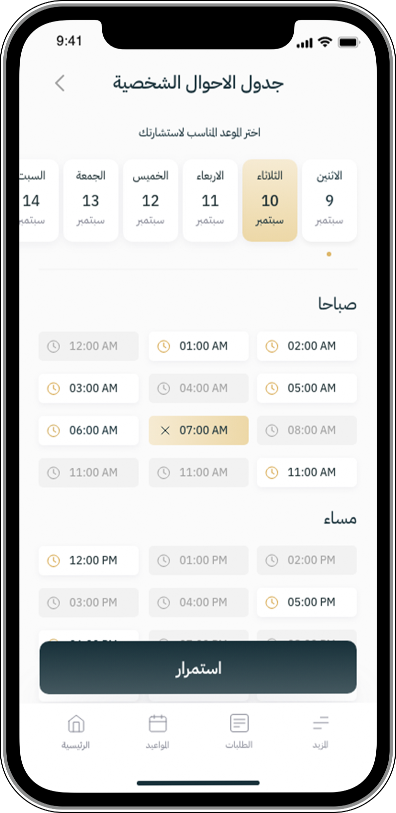 9:41
جدول الاحوال الشخصية
اختر الموعد المناسب لاستشارتك
الاثنين
9
سبتمبر
الثلاثاء
10
سبتمبر
الاربعاء
11
سبتمبر
الخميس
12
سبتمبر
الجمعة
13
سبتمبر
السبت
14
سبتمبر
صباحا
02:00 AM
01:00 AM
12:00 AM
05:00 AM
04:00 AM
03:00 AM
08:00 AM
07:00 AM
06:00 AM
11:00 AM
11:00 AM
11:00 AM
مساء
02:00 PM
01:00 PM
12:00 PM
05:00 PM
04:00 PM
03:00 PM
استمرار
المزيد
الطلبات
المواعيد
الرئيسية